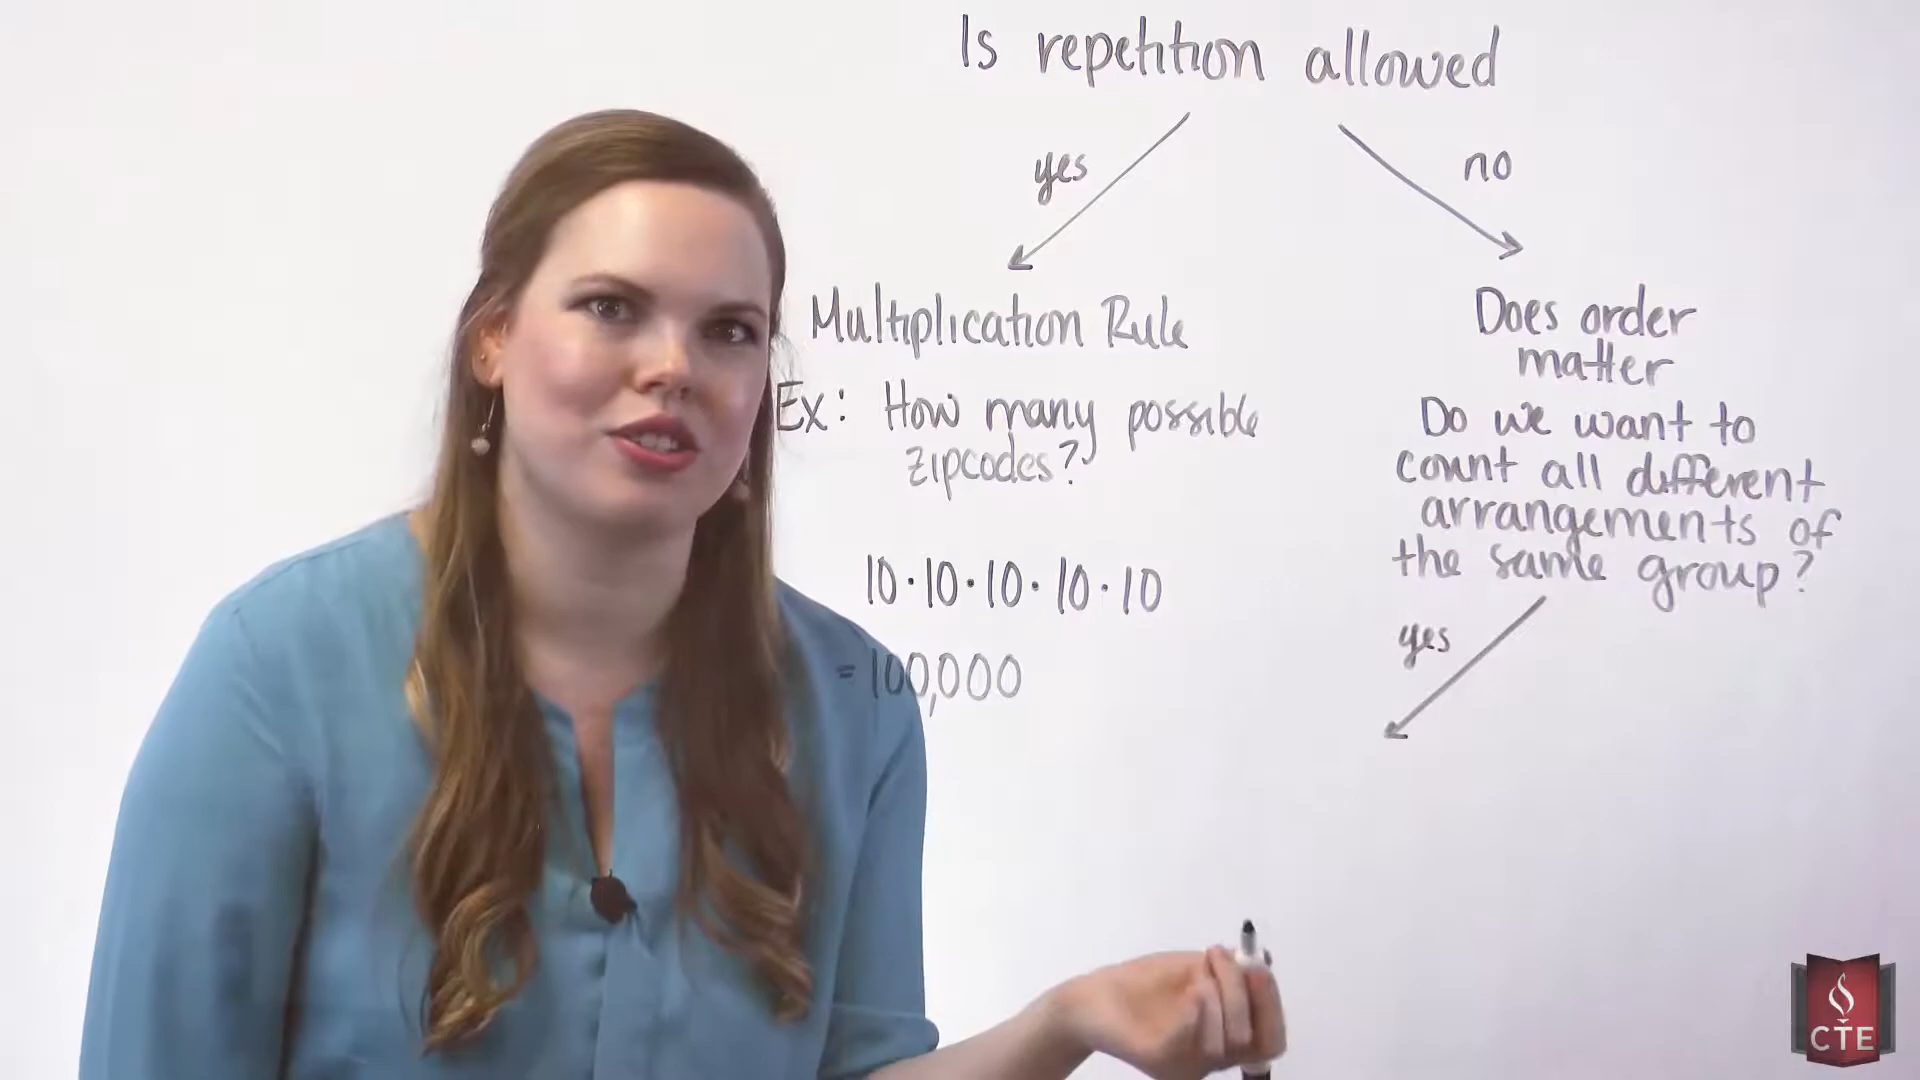 Is repetition allowed
yes
no
Multiplication Rule
Ex: How many possible
zipcodes?
10·10·10·10·10
= 100,000
Does order
matter
Do we want to
count all different
arrangements of
the same group?
yes
CTE